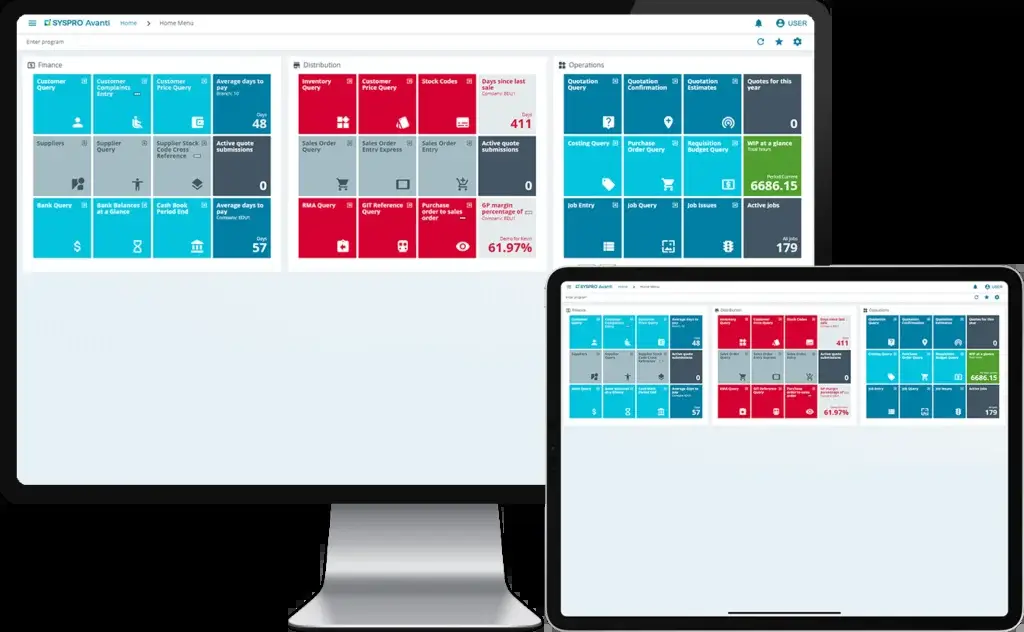 SYSPRO Avanti Home > Home Menu USER
Enter program
Finance
Customer Query
Customer Complaints Entry
Customer Price Query
Average days to pay
Branch: 10
Days
48
Suppliers
Supplier Query
Supplier Stock Code Cross Reference
Active quote submissions
0
Bank Query
Bank Balances at a Glance
Cash Book Period End
Average days to pay
Company: EDU1
Days
57
Distribution
Inventory Query
Customer Price Query
Stock Codes
Days since last sale
Company: EDU1
Days
411
Sales Order Query
Sales Order Entry Express
Sales Order Entry
Active quote submissions
0
RMA Query
GIT Reference Query
Purchase order to sales order
GP margin percentage of
Company: EDU1
Demo for Kevin
61.97%
Operations
Quotation Query
Quotation Confirmation
Quotation Estimates
Quotes for this year
0
Costing Query
Purchase Order Query
Requisition Budget Query
WIP at a glance
Total hours
Period Current
6686.15
Job Entry
Job Query
Job Issues
Active jobs
All jobs
179
SYSPRO Avanti Home > Home Menu USER
Enter program
Finance
Customer Query
Customer Complaints Entry
Customer Price Query
Average days to pay
48
Suppliers
Supplier Query
Supplier Stock Code Cross Reference
Active quote submissions
0
Bank Query
Bank Balances at a Glance
Cash Book Period End
Average days to pay
57
Distribution
Inventory Query
Customer Price Query
Stock Codes
Days since last sale
411
Sales Order Query
Sales Order Entry Express
Sales Order Entry
Active quote submissions
0
RMA Query
GIT Reference Query
Purchase order to sales order
GP margin percentage of
61.97%
Operations
Quotation Query
Quotation Confirmation
Quotation Estimates
Quotes for this year
0
Costing Query
Purchase Order Query
Requisition Budget Query
WIP at a glance
6686.15
Job Entry
Job Query
Job Issues
Active jobs
179